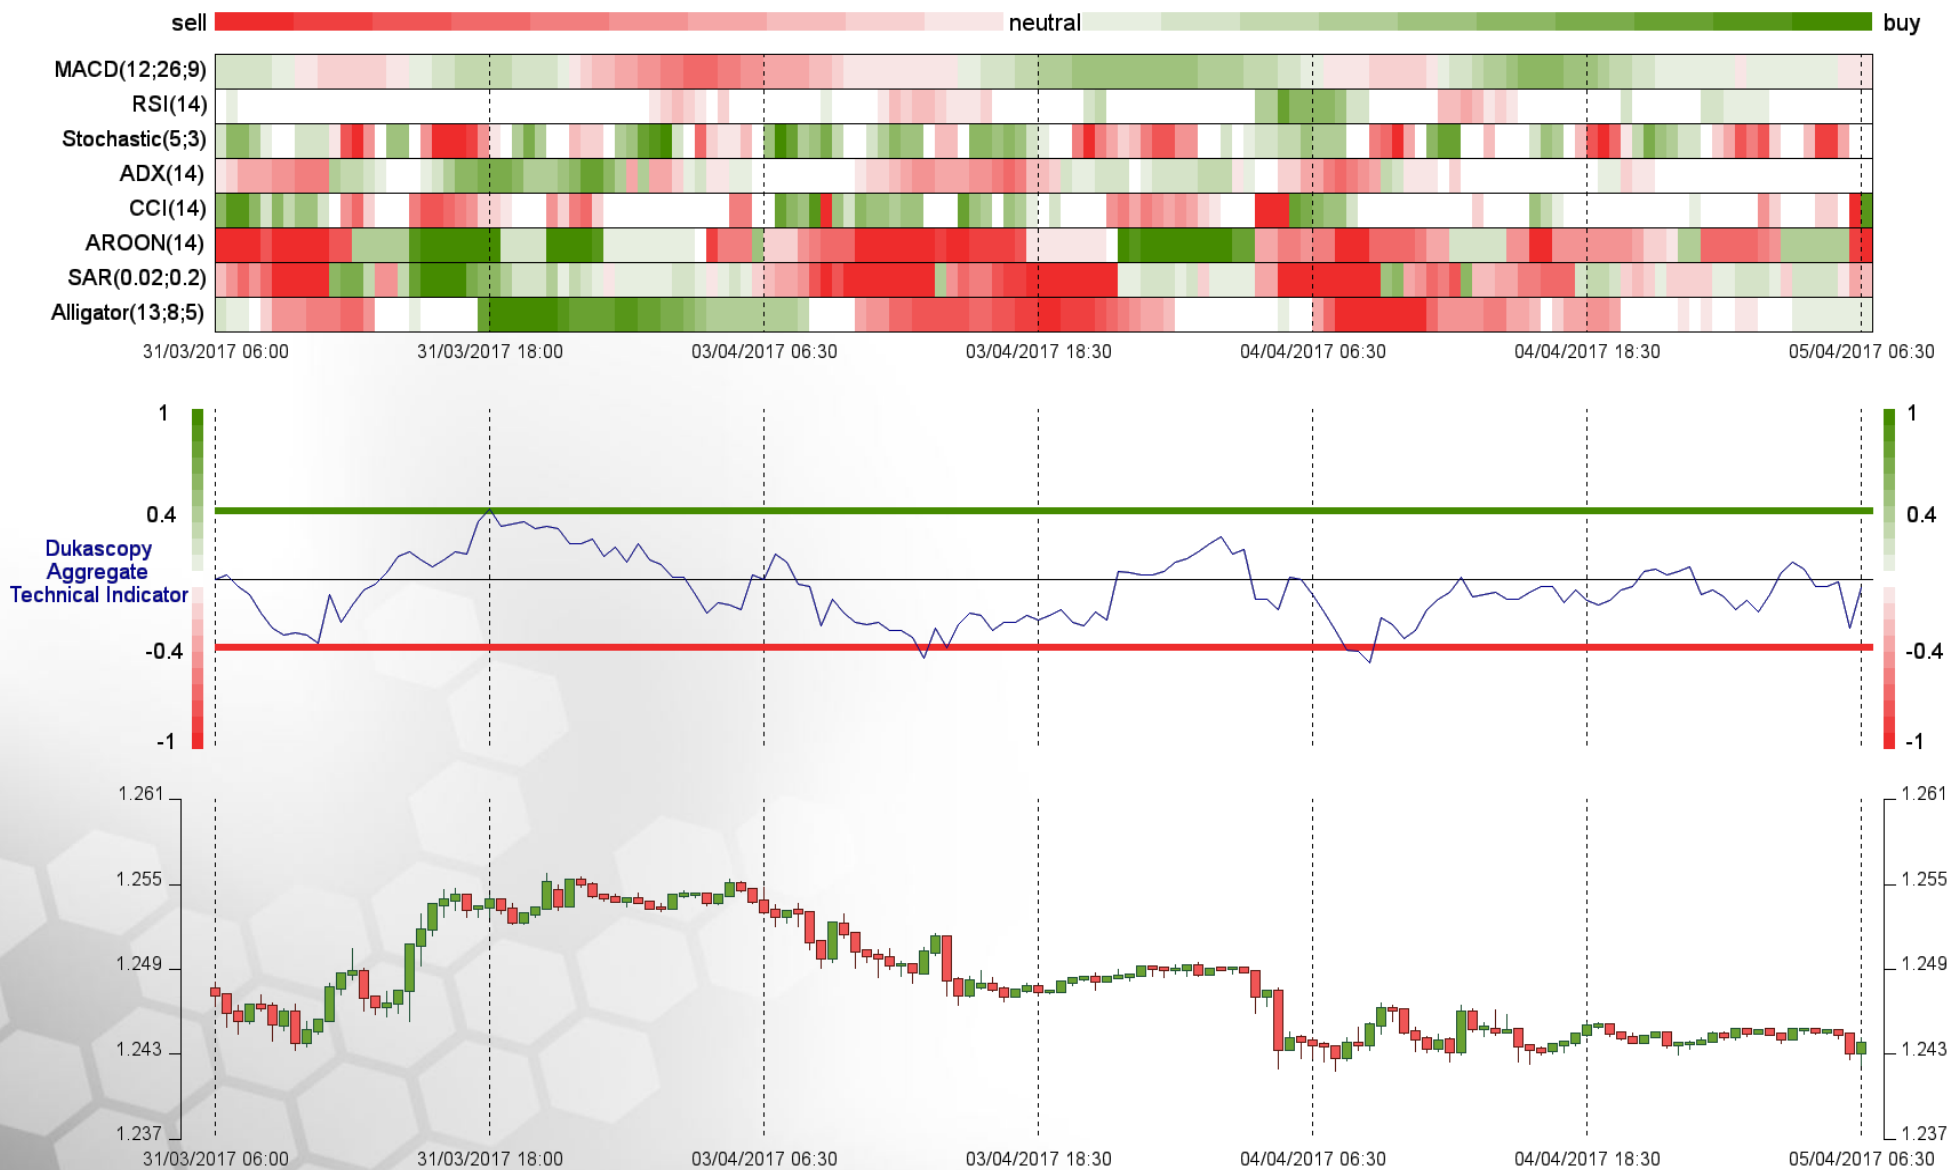 sell neutral buy
MACD(12;26;9)
RSI(14)
Stochastic(5;3)
ADX(14)
CCI(14)
AROON(14)
SAR(0.02;0.2)
Alligator(13;8;5)
31/03/2017 06:00 31/03/2017 18:00 03/04/2017 06:30 03/04/2017 18:30 04/04/2017 06:30 04/04/2017 18:30 05/04/2017 06:30
1 1
0.4 0.4
Dukascopy
Aggregate
Technical Indicator
-0.4 -0.4
-1 -1
1.261 1.261
1.255 1.255
1.249 1.249
1.243 1.243
1.237 1.237
31/03/2017 06:00 31/03/2017 18:00 03/04/2017 06:30 03/04/2017 18:30 04/04/2017 06:30 04/04/2017 18:30 05/04/2017 06:30